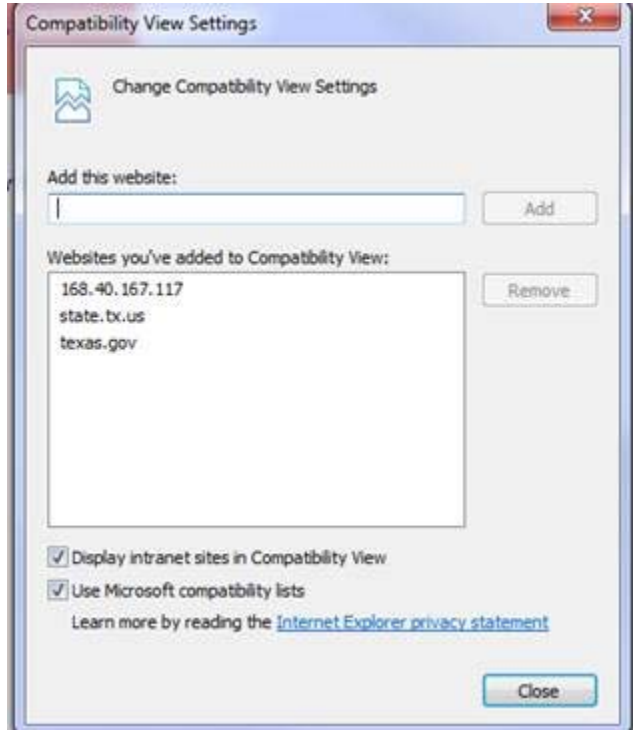 Compatibility View Settings
Change Compatibility View Settings
Add this website:
Add
Websites you've added to Compatibility View:
168.40.167.117
state.tx.us
texas.gov
Remove
Display intranet sites in Compatibility View
Use Microsoft compatibility lists
Learn more by reading the Internet Explorer privacy statement
Close